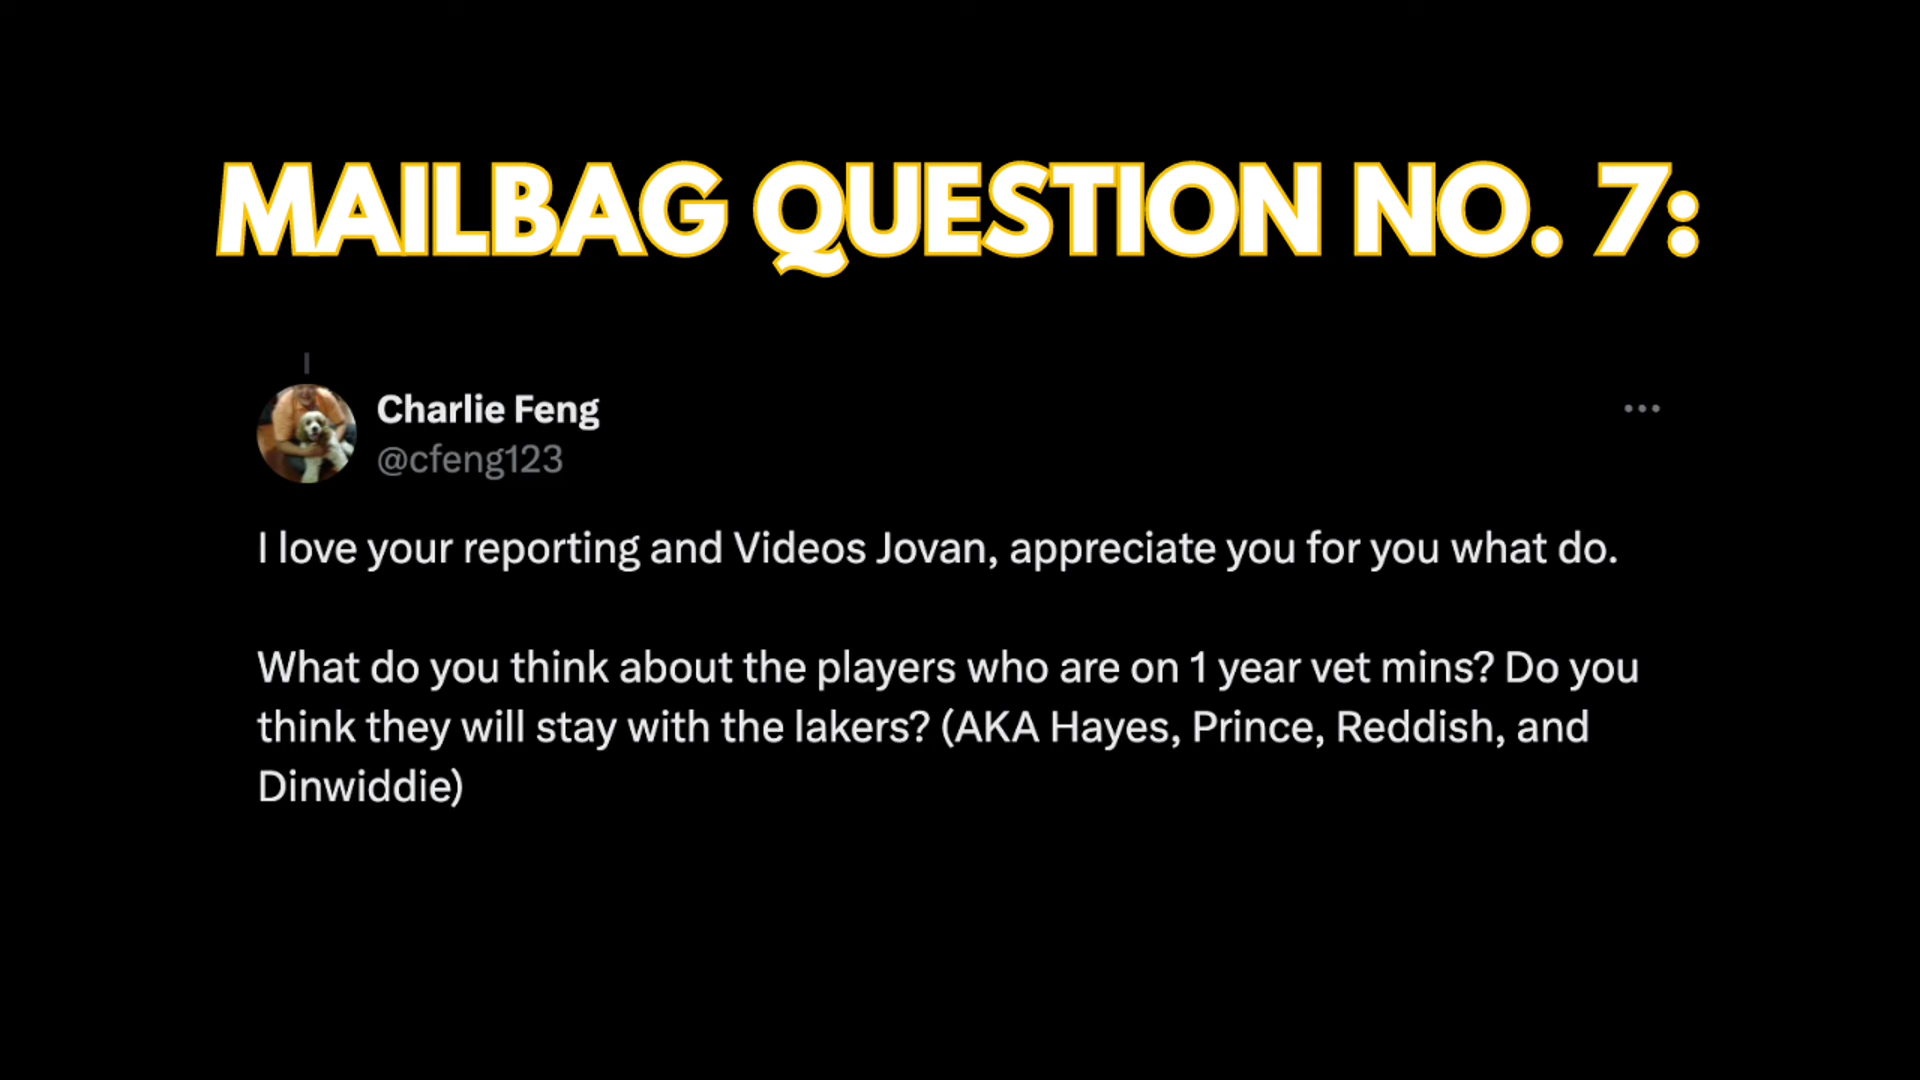 MAILBAG QUESTION NO. 7:
Charlie Feng
@cfeng123
I love your reporting and Videos Jovan, appreciate you for you what do.
What do you think about the players who are on 1 year vet mins? Do you
think they will stay with the lakers? (AKA Hayes, Prince, Reddish, and
Dinwiddie)